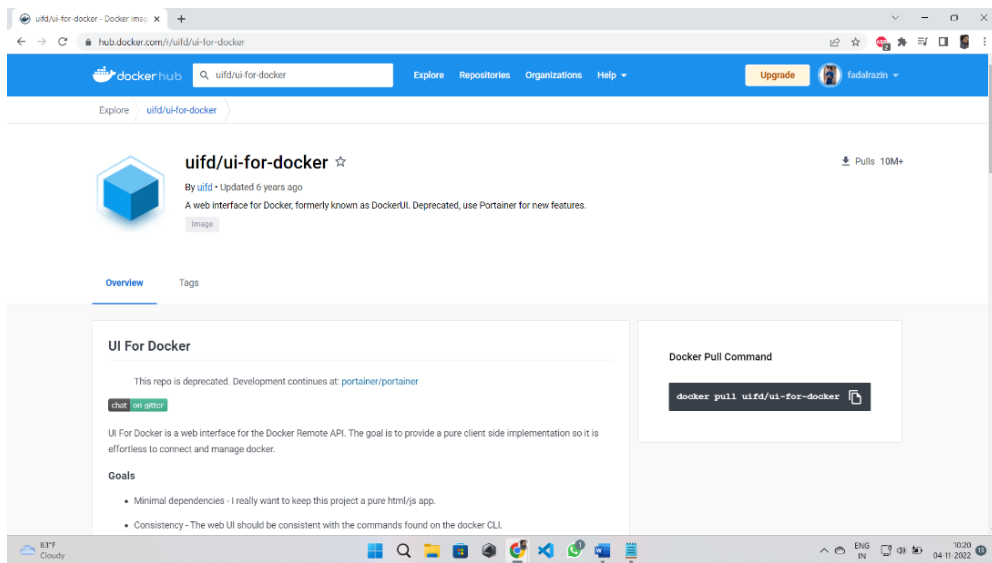 uifd/ui-for-docker - Docker Imag
hub.docker.com/r/uifd/ui-for-docker
dockerhub
uifd/ui-for-docker
Explore Repositories Organizations Help
Upgrade
fadalrazin
Explore uifd/ui-for-docker
uifd/ui-for-docker
Pulls 10M+
By uifd • Updated 6 years ago
A web interface for Docker, formerly known as DockerUI. Deprecated, use Portainer for new features.
Image
Overview Tags
UI For Docker
This repo is deprecated. Development continues at: portainer/portainer
chat on gitter
UI For Docker is a web interface for the Docker Remote API. The goal is to provide a pure client side implementation so it is
effortless to connect and manage docker.
Goals
• Minimal dependencies - I really want to keep this project a pure html/js app.
• Consistency - The web UI should be consistent with the commands found on the docker CLI.
Docker Pull Command
docker pull uifd/ui-for-docker
83°F
Cloudy
ENG
IN
10:20
04-11-2022